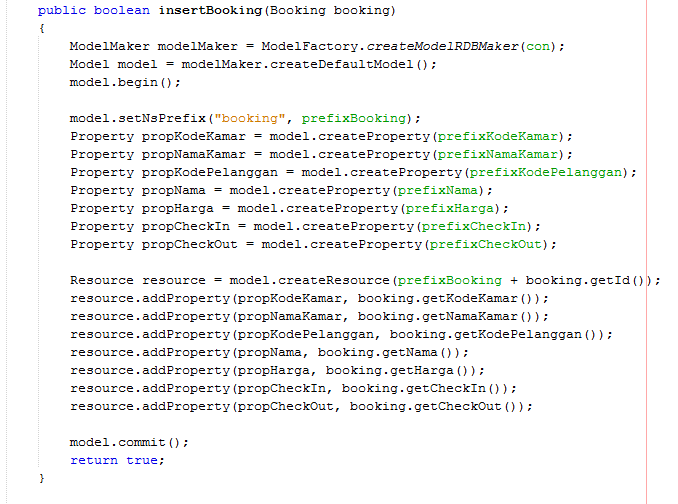 public boolean insertBooking(Booking booking)
{
ModelMaker modelMaker = ModelFactory.createModelRDBMaker(con);
Model model = modelMaker.createDefaultModel();
model.begin();
model.setNsPrefix("booking", prefixBooking);
Property propKodeKamar = model.createProperty(prefixKodeKamar);
Property propNamaKamar = model.createProperty(prefixNamaKamar);
Property propKodePelanggan = model.createProperty(prefixKodePelanggan);
Property propNama = model.createProperty(prefixNama);
Property propHarga = model.createProperty(prefixHarga);
Property propCheckIn = model.createProperty(prefixCheckIn);
Property propCheckOut = model.createProperty(prefixCheckOut);
Resource resource = model.createResource(prefixBooking + booking.getId());
resource.addProperty(propKodeKamar, booking.getKodeKamar());
resource.addProperty(propNamaKamar, booking.getNamaKamar());
resource.addProperty(propKodePelanggan, booking.getKodePelanggan());
resource.addProperty(propNama, booking.getNama());
resource.addProperty(propHarga, booking.getHarga());
resource.addProperty(propCheckIn, booking.getCheckIn());
resource.addProperty(propCheckOut, booking.getCheckOut());
model.commit();
return true;
}